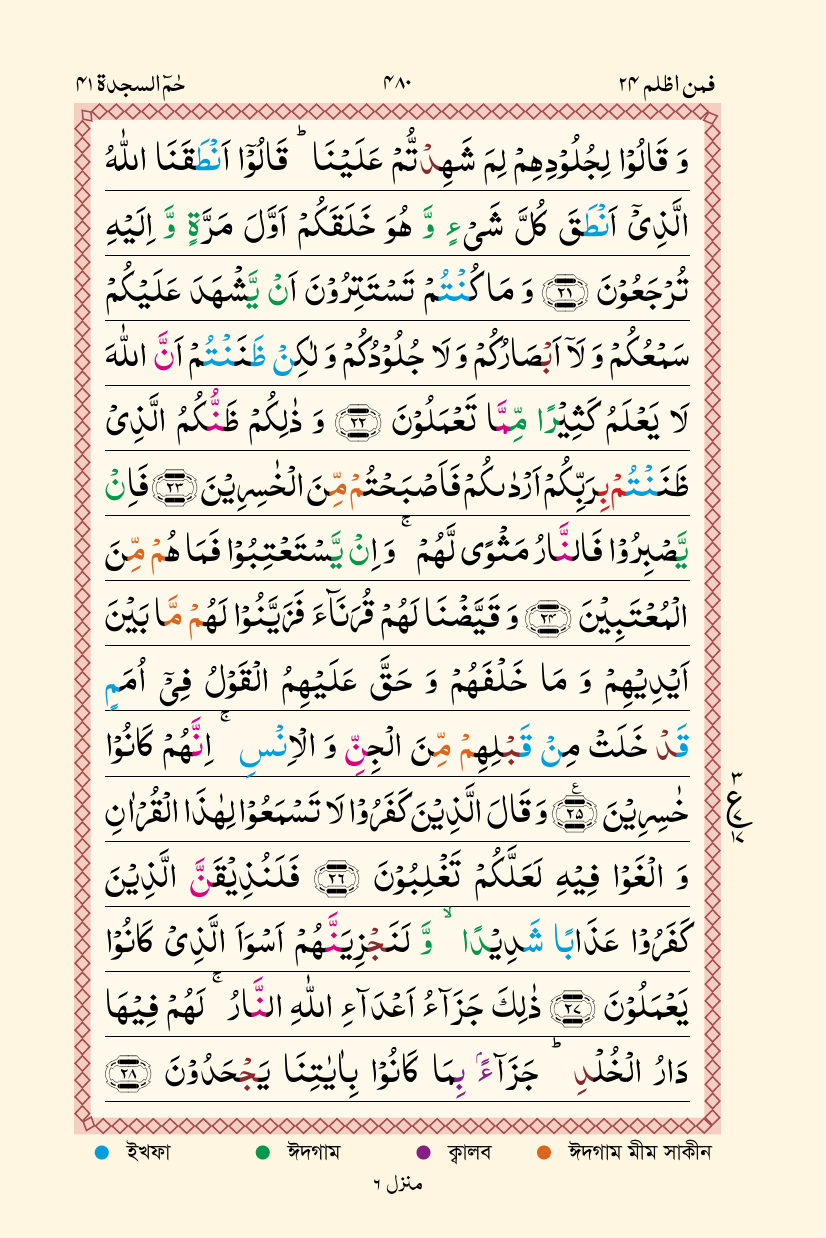 فمن اظلم ٢٤ ٤٨٠ حٰمٓ السجدة ٤١
وَ قَالُوْا لِجُلُوْدِهِمْ لِمَ شَهِدْتُّمْ عَلَيْنَا ؕ قَالُوْۤا اَنْطَقَنَا اللّٰهُ
الَّذِيْۤ اَنْطَقَ كُلَّ شَيْءٍ وَّ هُوَ خَلَقَكُمْ اَوَّلَ مَرَّةٍ وَّ اِلَيْهِ
تُرْجَعُوْنَ ﴿٢١﴾ وَ مَا كُنْتُمْ تَسْتَتِرُوْنَ اَنْ يَّشْهَدَ عَلَيْكُمْ
سَمْعُكُمْ وَ لَاۤ اَبْصَارُكُمْ وَ لَا جُلُوْدُكُمْ وَ لٰكِنْ ظَنَنْتُمْ اَنَّ اللّٰهَ
لَا يَعْلَمُ كَثِيْرًا مِّمَّا تَعْمَلُوْنَ ﴿٢٢﴾ وَ ذٰلِكُمْ ظَنُّكُمُ الَّذِيْ
ظَنَنْتُمْ بِرَبِّكُمْ اَرْدٰىكُمْ فَاَصْبَحْتُمْ مِّنَ الْخٰسِرِيْنَ ﴿٢٣﴾ فَاِنْ
يَّصْبِرُوْا فَالنَّارُ مَثْوًى لَّهُمْ ۚ وَ اِنْ يَّسْتَعْتِبُوْا فَمَا هُمْ مِّنَ
الْمُعْتَبِيْنَ ﴿٢٤﴾ وَ قَيَّضْنَا لَهُمْ قُرَنَآءَ فَزَيَّنُوْا لَهُمْ مَّا بَيْنَ
اَيْدِيْهِمْ وَ مَا خَلْفَهُمْ وَ حَقَّ عَلَيْهِمُ الْقَوْلُ فِيْۤ اُمَمٍ
قَدْ خَلَتْ مِنْ قَبْلِهِمْ مِّنَ الْجِنِّ وَ الْاِنْسِ ۚ اِنَّهُمْ كَانُوْا
خٰسِرِيْنَ ﴿٢٥﴾ ع وَ قَالَ الَّذِيْنَ كَفَرُوْا لَا تَسْمَعُوْا لِهٰذَا الْقُرْاٰنِ
٣ ع ١٧
وَ الْغَوْا فِيْهِ لَعَلَّكُمْ تَغْلِبُوْنَ ﴿٢٦﴾ فَلَنُذِيْقَنَّ الَّذِيْنَ
كَفَرُوْا عَذَابًا شَدِيْدًا ۙ وَّ لَنَجْزِيَنَّهُمْ اَسْوَاَ الَّذِيْ كَانُوْا
يَعْمَلُوْنَ ﴿٢٧﴾ ذٰلِكَ جَزَآءُ اَعْدَآءِ اللّٰهِ النَّارُ ۚ لَهُمْ فِيْهَا
دَارُ الْخُلْدِ ؕ جَزَآءًۢ بِمَا كَانُوْا بِاٰيٰتِنَا يَجْحَدُوْنَ ﴿٢٨﴾
ইখফা ঈদগাম ক্বালব ঈদগাম মীম সাকীন
منزل ٦